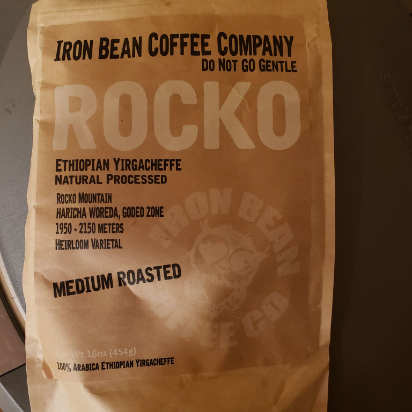 IRON BEAN COFFEE COMPANY
DO NOT GO GENTLE
ROCKO
ETHIOPIAN YIRGACHEFFE
NATURAL PROCESSED
ROCKO MOUNTAIN
HARICHA WOREDA, GODEO ZONE
1950 - 2150 METERS
HEIRLOOM VARIETAL
IRON BEAN
COFFEE CO
MEDIUM ROASTED
16oz (454g)
100% ARABICA ETHIOPIAN YIRGACHEFFE